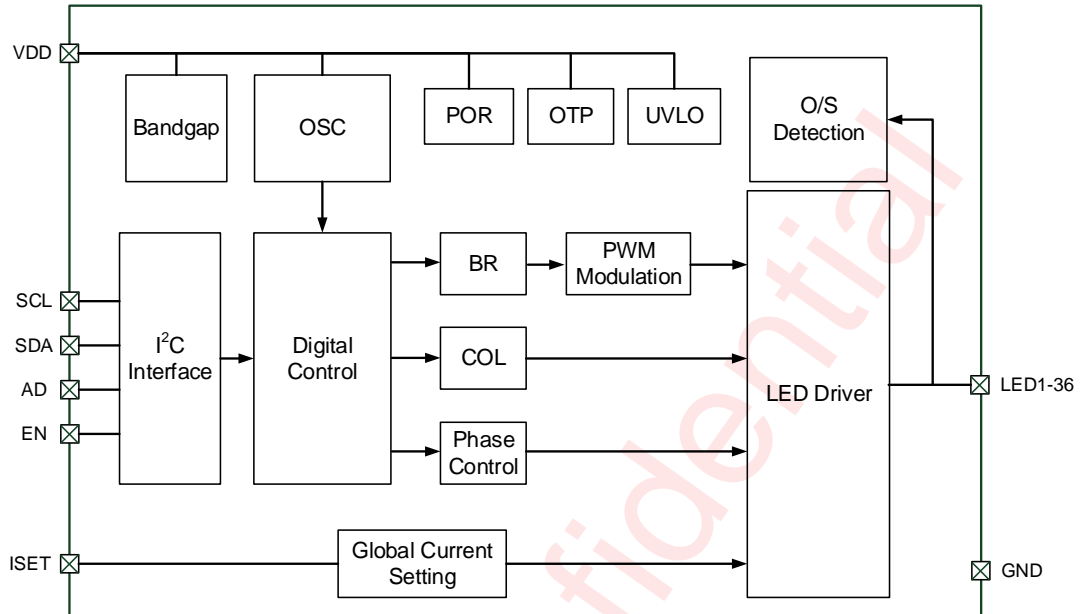 VDD
Bandgap
OSC
POR
OTP
UVLO
O/S
Detection
SCL
SDA
AD
EN
I²C
Interface
Digital
Control
BR
PWM
Modulation
COL
Phase
Control
LED Driver
LED1-36
ISET
Global Current
Setting
GND
fidential